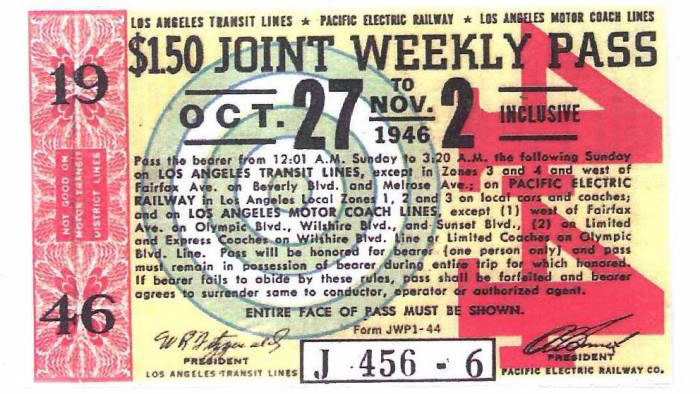 LOS ANGELES TRANSIT LINES ★ PACIFIC ELECTRIC RAILWAY ★ LOS ANGELES MOTOR COACH LINES
$1.50 JOINT WEEKLY PASS
19
OCT. 27 TO NOV. 2 INCLUSIVE
1946
Pass the bearer from 12:01 A.M. Sunday to 3:20 A.M. the following Sunday
on LOS ANGELES TRANSIT LINES, except in Zones 3 and 4 and west of
Fairfax Ave. on Beverly Blvd. and Melrose Ave.; on PACIFIC ELECTRIC
RAILWAY in Los Angeles Local Zones 1, 2 and 3 on local cars and coaches;
and on LOS ANGELES MOTOR COACH LINES, except (1) west of Fairfax
Ave. on Olympic Blvd., Wilshire Blvd., and Sunset Blvd., (2) on Limited
and Express Coaches on Wilshire Blvd. Line or Limited Coaches on Olympic
Blvd. Line. Pass will be honored for bearer (one person only) and pass
must remain in possession of bearer during entire trip for which honored.
If bearer fails to abide by these rules, pass shall be forfeited and bearer
agrees to surrender same to conductor, operator or authorized agent.
ENTIRE FACE OF PASS MUST BE SHOWN.
Form JWP1-44
NOT GOOD ON
MOTOR TRANSIT
DISTRICT LINES
46
44
PRESIDENT
LOS ANGELES TRANSIT LINES
J 456 - 6
PRESIDENT
PACIFIC ELECTRIC RAILWAY CO.